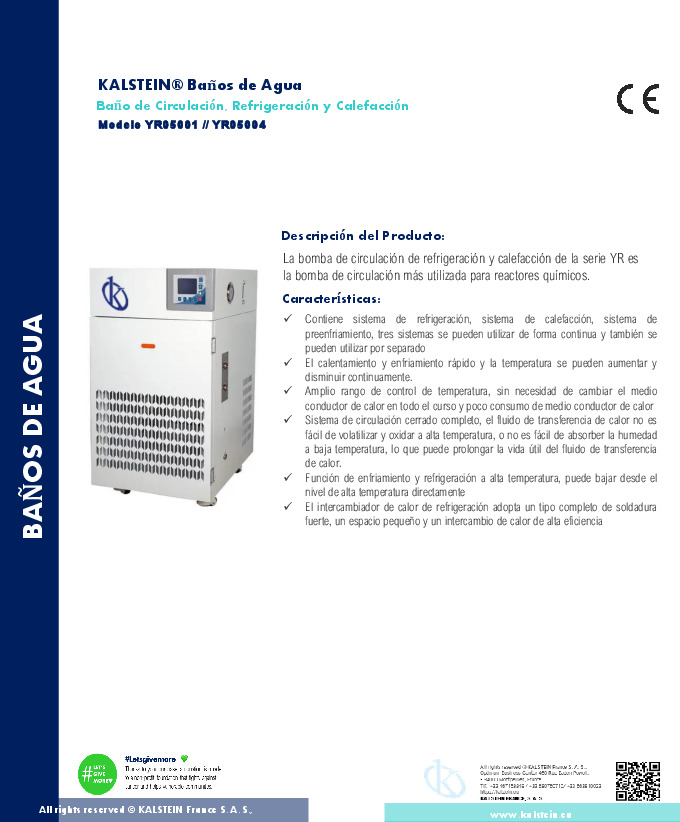 KALSTEIN® Baños de Agua
Baño de Circulación, Refrigeración y Calefacción
Modelo YR05001 // YR05004
CE
BAÑOS DE AGUA
Descripción del Producto:
La bomba de circulación de refrigeración y calefacción de la serie YR es
la bomba de circulación más utilizada para reactores químicos.
Características:
✓ Contiene sistema de refrigeración, sistema de calefacción, sistema de
preenfriamiento, tres sistemas se pueden utilizar de forma continua y también se
pueden utilizar por separado
✓ El calentamiento y enfriamiento rápido y la temperatura se pueden aumentar y
disminuir continuamente.
✓ Amplio rango de control de temperatura, sin necesidad de cambiar el medio
conductor de calor en todo el curso y poco consumo de medio conductor de calor
✓ Sistema de circulación cerrado completo, el fluido de transferencia de calor no es
fácil de volatilizar y oxidar a alta temperatura, o no es fácil de absorber la humedad
a baja temperatura, lo que puede prolongar la vida útil del fluido de transferencia
de calor.
✓ Función de enfriamiento y refrigeración a alta temperatura, puede bajar desde el
nivel de alta temperatura directamente
✓ El intercambiador de calor de refrigeración adopta un tipo completo de soldadura
fuerte, un espacio pequeño y un intercambio de calor de alta eficiencia
#LET'S
GIVE
MORE
#Letsgivemore
All rights reserved © KALSTEIN France S. A. S.,
KALSTEIN FRANCE, S. A. S
All rights reserved © KALSTEIN France S. A. S.,
www.kalstein.eu